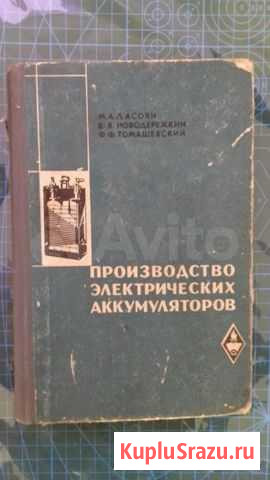 М.А.ДАСОЯН
В.В.НОВОДЕРЕЖКИН
Ф.Ф.ТОМАШЕВСКИЙ
Avito
ПРОИЗВОДСТВО
ЭЛЕКТРИЧЕСКИХ
АККУМУЛЯТОРОВ
KupluSrazu.ru